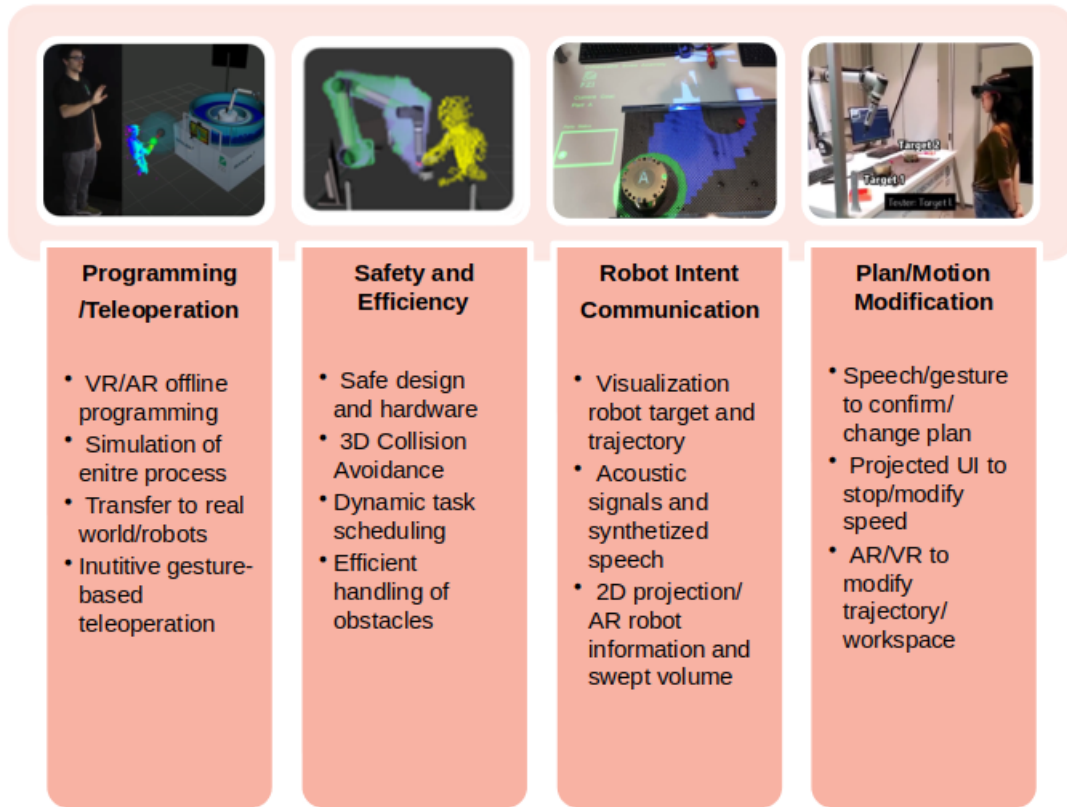 A
Target 2
Target 1
Tester: Target 1
Programming
/Teleoperation
• VR/AR offline
programming
• Simulation of
enitre process
• Transfer to real
world/robots
• Inutitive gesture-
based
teleoperation
Safety and
Efficiency
• Safe design
and hardware
• 3D Collision
Avoidance
• Dynamic task
scheduling
• Efficient
handling of
obstacles
Robot Intent
Communication
• Visualization
robot target and
trajectory
• Acoustic
signals and
synthetized
speech
• 2D projection/
AR robot
information and
swept volume
Plan/Motion
Modification
• Speech/gesture
to confirm/
change plan
• Projected UI to
stop/modify
speed
• AR/VR to
modify
trajectory/
workspace